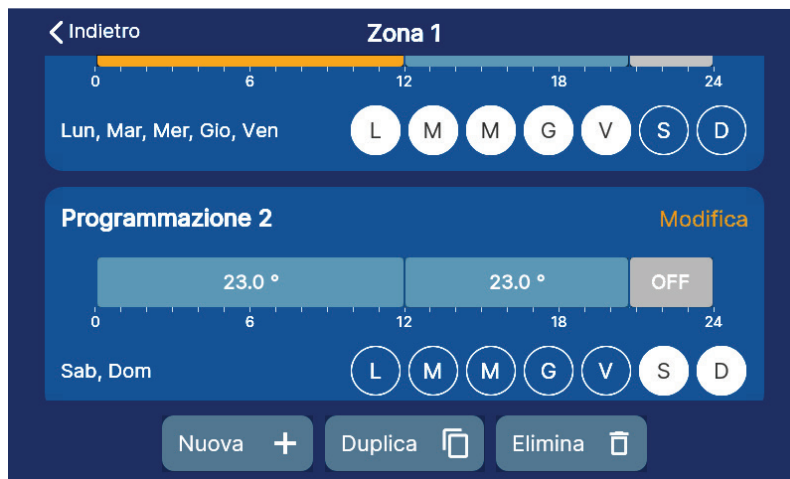 Indietro
Zona 1
0 6 12 18 24
Lun, Mar, Mer, Gio, Ven L M M G V S D
Programmazione 2 Modifica
23.0 ° 23.0 ° OFF
0 6 12 18 24
Sab, Dom L M M G V S D
Nuova Duplica Elimina